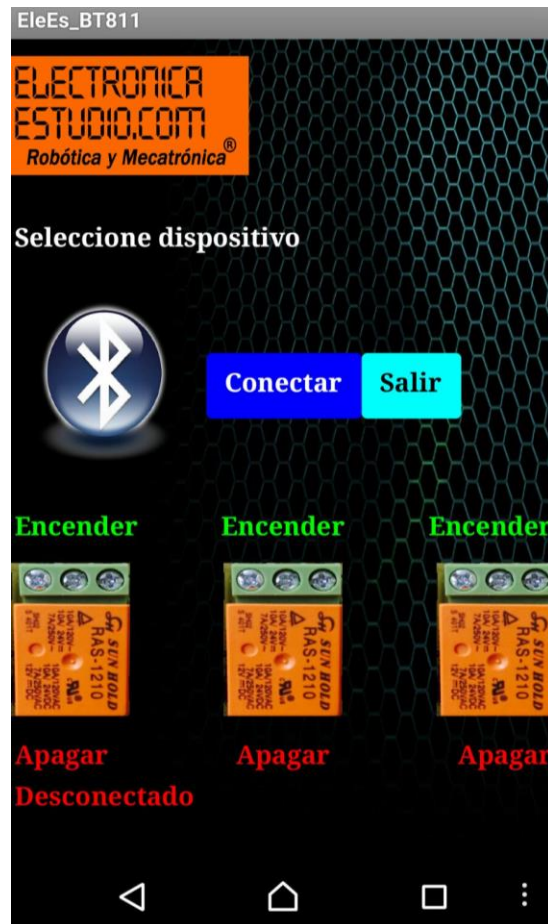 EleEs_BT811
ELECTRONICA
ESTUDIO.COM
Robótica y Mecatrónica®
Seleccione dispositivo
Conectar Salir
Encender Encender Encender
SUN HOLD SUN HOLD SUN HOLD
RAS-1210 RAS-1210 RAS-1210
Apagar Apagar Apagar
Desconectado